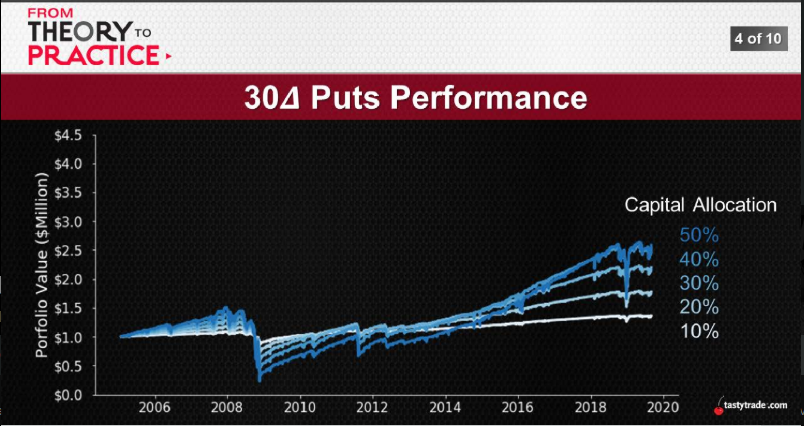 FROM
THEORY TO
PRACTICE
4 of 10
30Δ Puts Performance
Porfolio Value ($Million)
$4.5
$4.0
$3.5
$3.0
$2.5
$2.0
$1.5
$1.0
$0.5
$0.0
2006
2008
2010
2012
2014
2016
2018
2020
Capital Allocation
50%
40%
30%
20%
10%
tastytrade.com